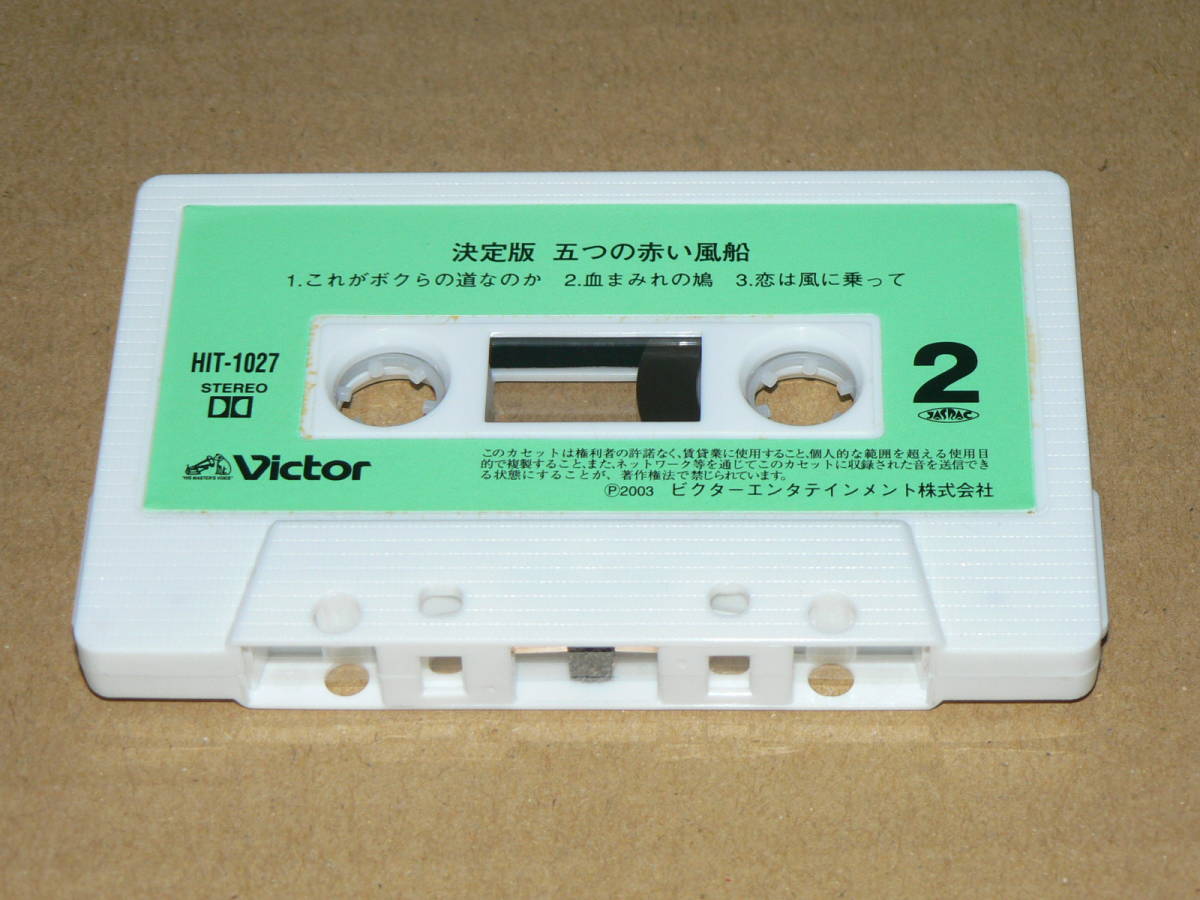 決定版 五つの赤い風船
1.これがボクらの道なのか 2.血まみれの鳩 3.恋は風に乗って
HIT-1027
STEREO
2
JASRAC
"HIS MASTER'S VOICE"
Victor
このカセットは権利者の許諾なく、賃貸業に使用すること、個人的な範囲を超える使用目
的で複製すること、また、ネットワーク等を通じてこのカセットに収録された音を送信でき
る状態にすることが、著作権法で禁じられています。
Ⓟ2003 ビクターエンタテインメント株式会社